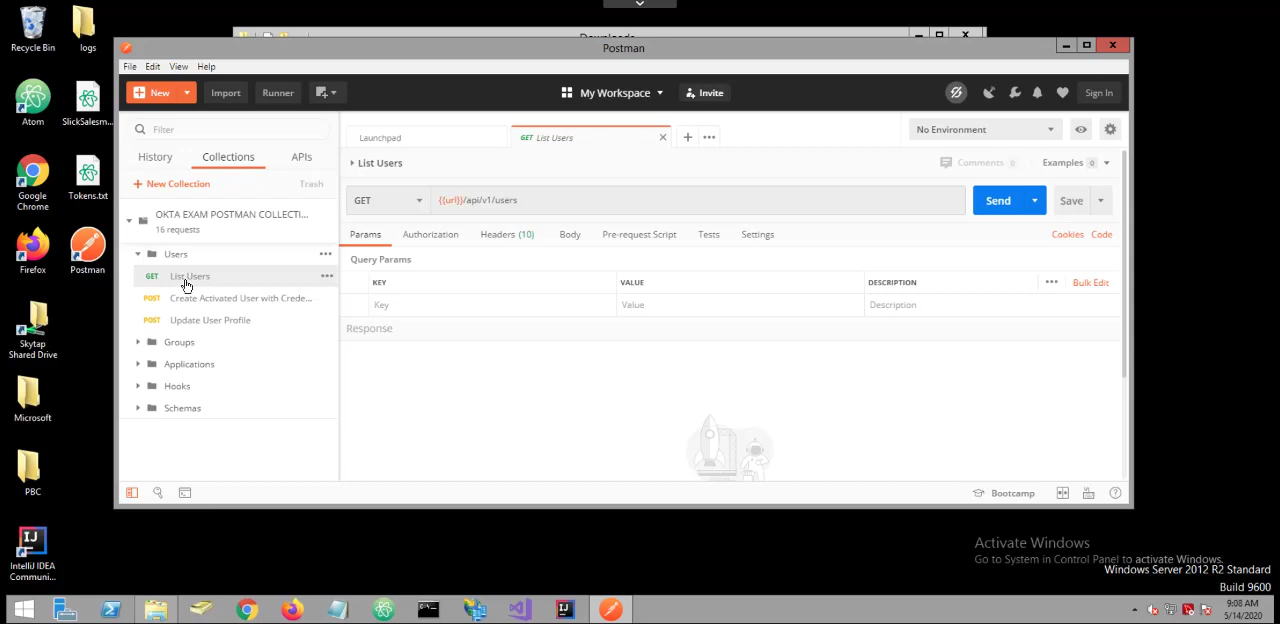 Recycle Bin
logs
Atom
SlickSalesm...
Google
Chrome
Tokens.txt
Firefox
Postman
Skytap
Shared Drive
Microsoft
PBC
IntelliJ IDEA
Communi...
Downloads
Postman
File Edit View Help
New
Import
Runner
My Workspace
Invite
Sign In
Filter
History
Collections
APIs
+ New Collection
Trash
OKTA EXAM POSTMAN COLLECTI...
16 requests
Users
GET List Users
POST Create Activated User with Crede...
POST Update User Profile
Groups
Applications
Hooks
Schemas
Launchpad
GET List Users
No Environment
List Users
Comments 0
Examples 0
GET
{{url}}/api/v1/users
Send
Save
Params
Authorization
Headers (10)
Body
Pre-request Script
Tests
Settings
Cookies
Code
Query Params
KEY
VALUE
DESCRIPTION
Bulk Edit
Key
Value
Description
Response
Bootcamp
Activate Windows
Go to System in Control Panel to activate Windows.
Windows Server 2012 R2 Standard
Build 9600
9:08 AM
5/14/2020